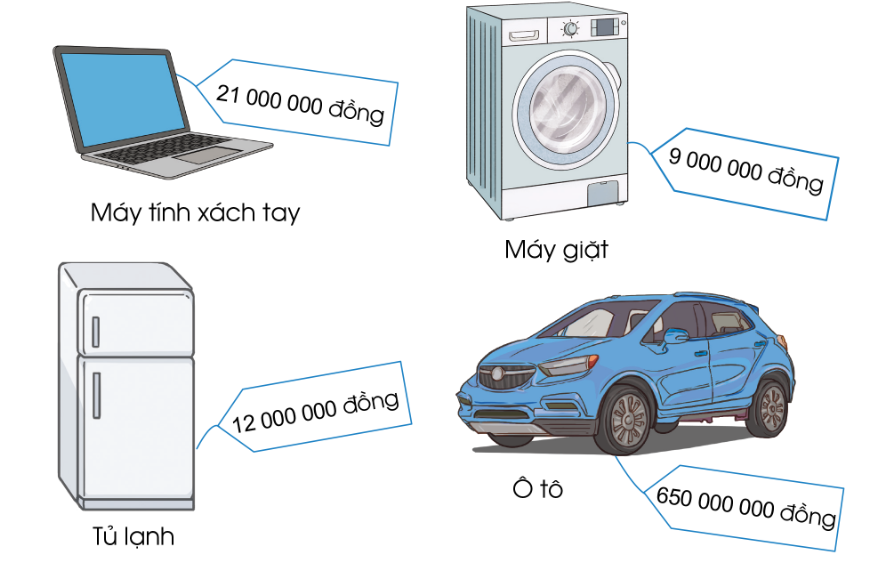 21 000 000 đồng
Máy tính xách tay
9 000 000 đồng
Máy giặt
12 000 000 đồng
Tủ lạnh
650 000 000 đồng
Ô tô